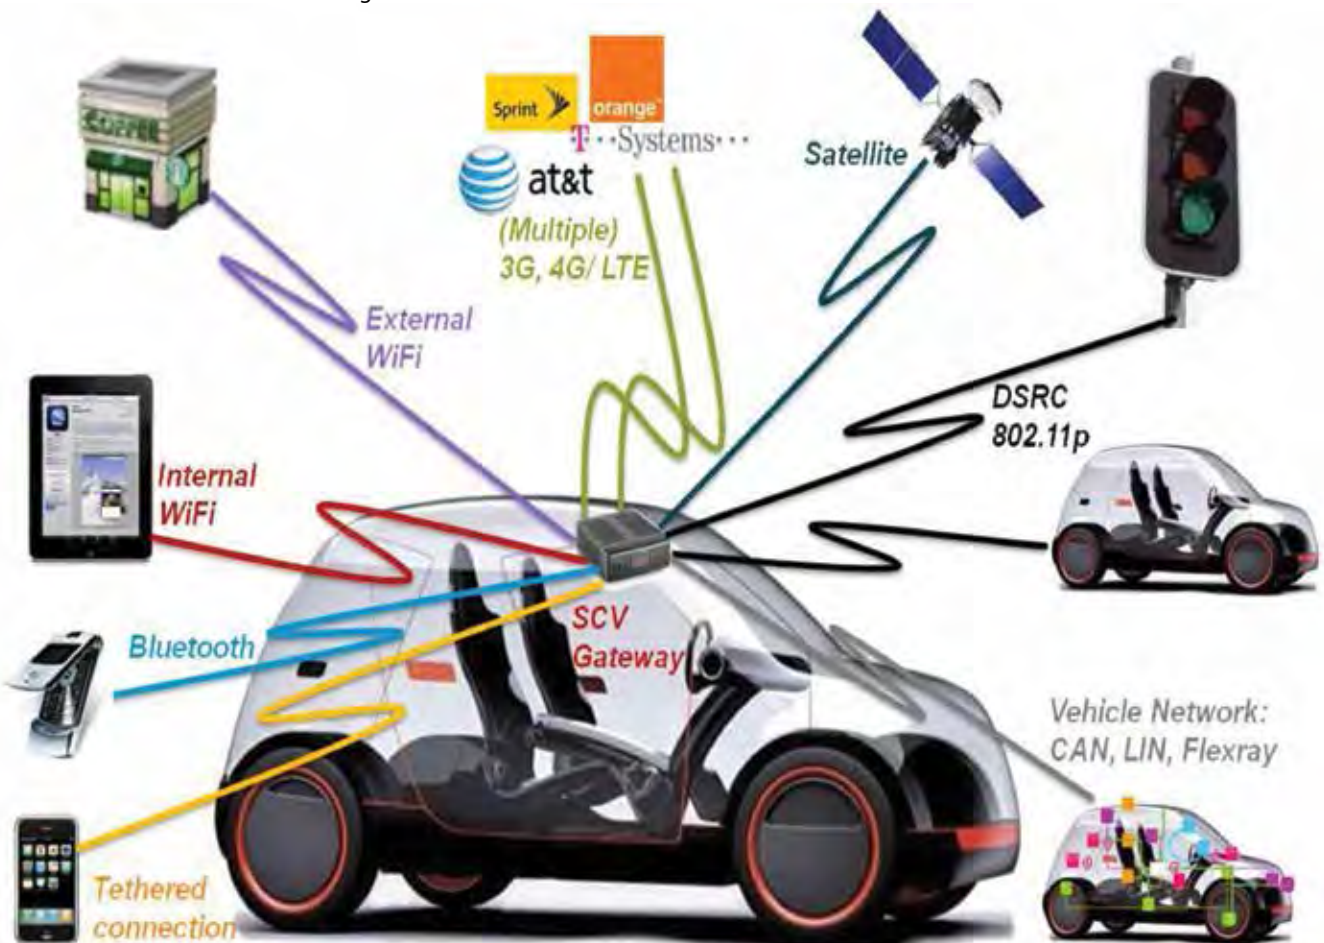 COFFEE
Sprint
orange
T··Systems···
at&t
(Multiple)
3G, 4G/ LTE
Satellite
External
WiFi
DSRC
802.11p
Internal
WiFi
Bluetooth
SCV
Gateway
Vehicle Network:
CAN, LIN, Flexray
Tethered
connection